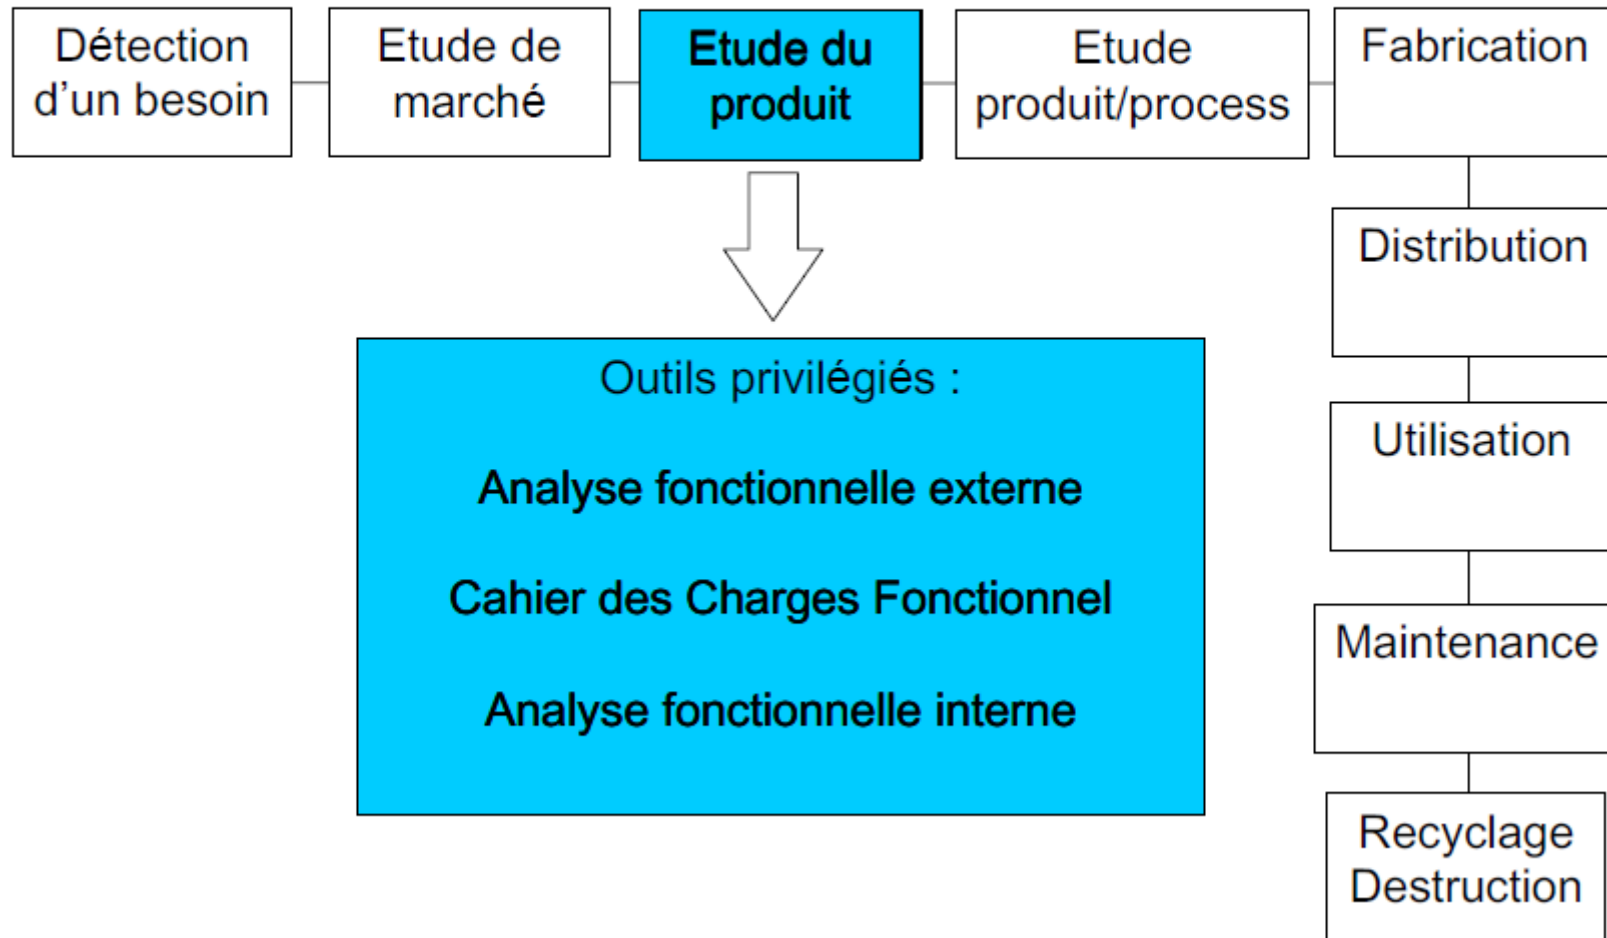 Détection
d'un besoin
Etude de
marché
Etude du
produit
Etude
produit/process
Fabrication
Distribution
Utilisation
Maintenance
Recyclage
Destruction
Outils privilégiés :
Analyse fonctionnelle externe
Cahier des Charges Fonctionnel
Analyse fonctionnelle interne